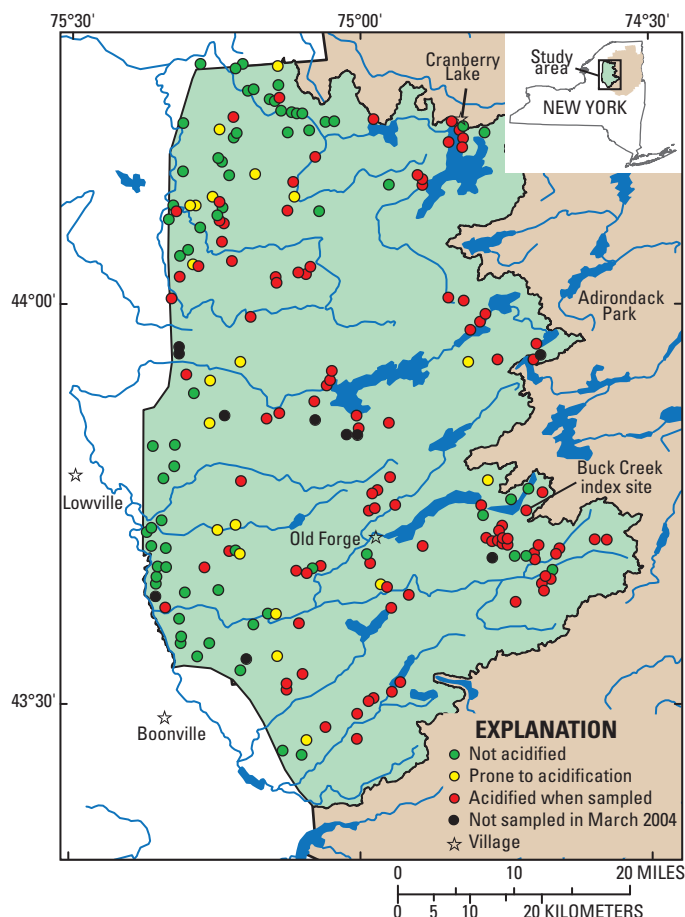 75°30'
75°00'
74°30'
Cranberry
Lake
Study
area
NEW YORK
44°00'
Adirondack
Park
Buck Creek
index site
Lowville
Old Forge
43°30'
Boonville
EXPLANATION
Not acidified
Prone to acidification
Acidified when sampled
Not sampled in March 2004
Village
0 10 20 MILES
0 5 10 20 KILOMETERS